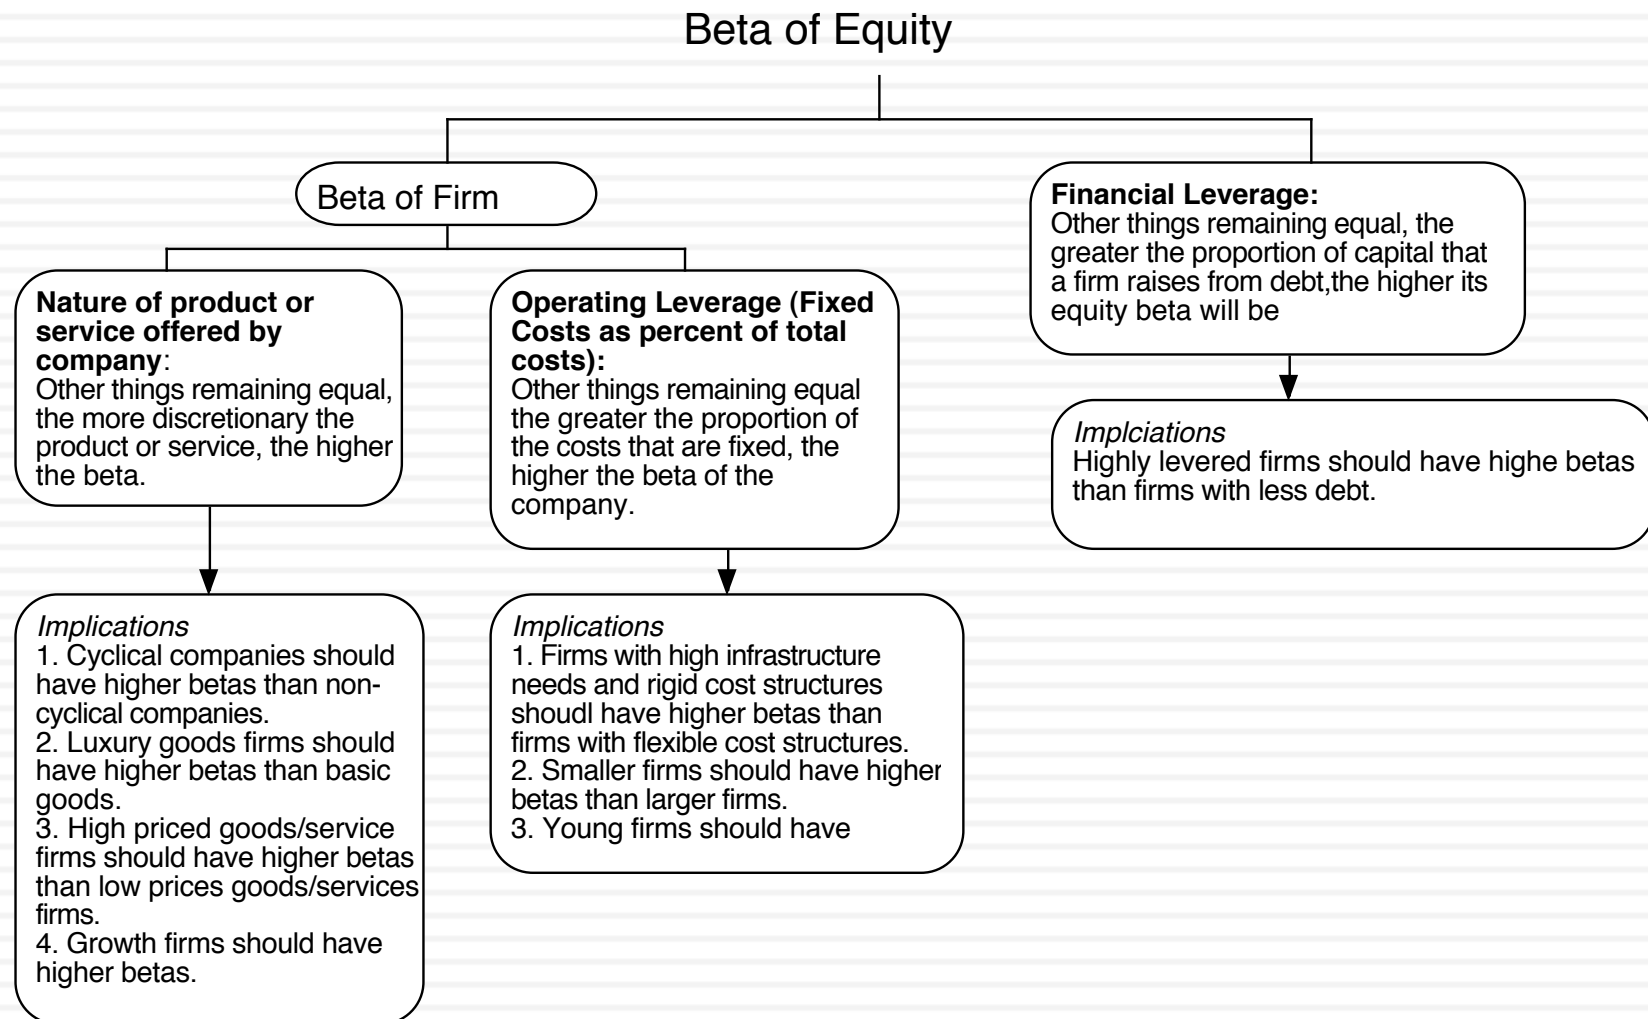 Beta of Equity
Beta of Firm
Financial Leverage:
Other things remaining equal, the
greater the proportion of capital that
a firm raises from debt,the higher its
equity beta will be
Nature of product or
service offered by
company:
Other things remaining equal,
the more discretionary the
product or service, the higher
the beta.
Operating Leverage (Fixed
Costs as percent of total
costs):
Other things remaining equal
the greater the proportion of
the costs that are fixed, the
higher the beta of the
company.
Implciations
Highly levered firms should have highe betas
than firms with less debt.
Implications
1. Cyclical companies should
have higher betas than non-
cyclical companies.
2. Luxury goods firms should
have higher betas than basic
goods.
3. High priced goods/service
firms should have higher betas
than low prices goods/services
firms.
4. Growth firms should have
higher betas.
Implications
1. Firms with high infrastructure
needs and rigid cost structures
shoudl have higher betas than
firms with flexible cost structures.
2. Smaller firms should have higher
betas than larger firms.
3. Young firms should have